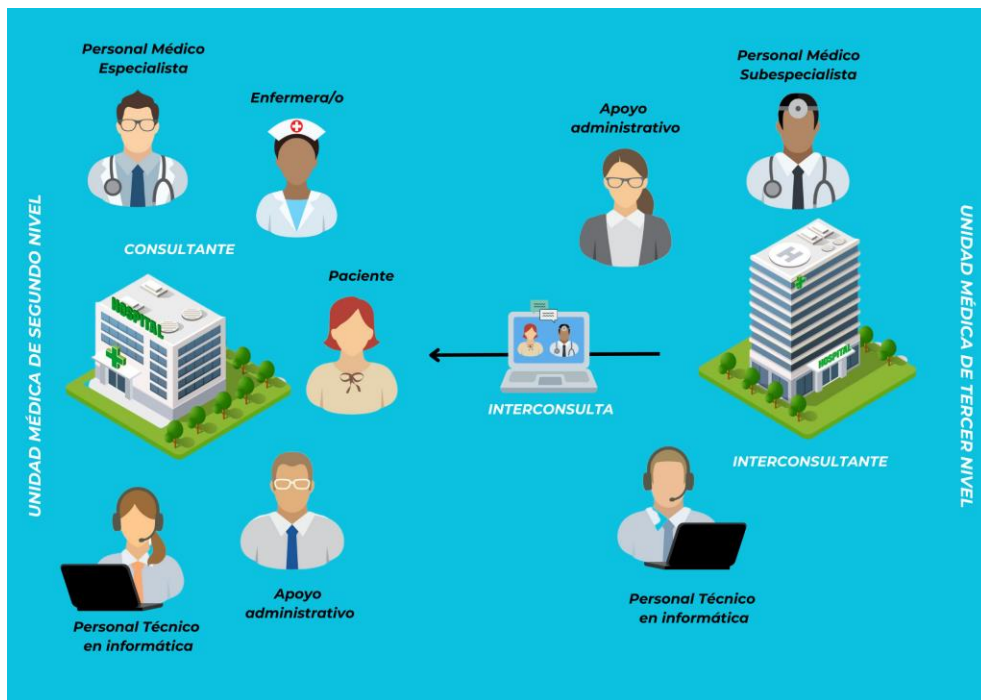 Personal Médico
Especialista
Enfermera/o
UNIDAD MÉDICA DE SEGUNDO NIVEL
CONSULTANTE
HOSPITAL
Paciente
Personal Técnico
en informática
Apoyo
administrativo
INTERCONSULTA
Apoyo
administrativo
Personal Médico
Subespecialista
H
HOSPITAL
INTERCONSULTANTE
UNIDAD MÉDICA DE TERCER NIVEL
Personal Técnico
en informática